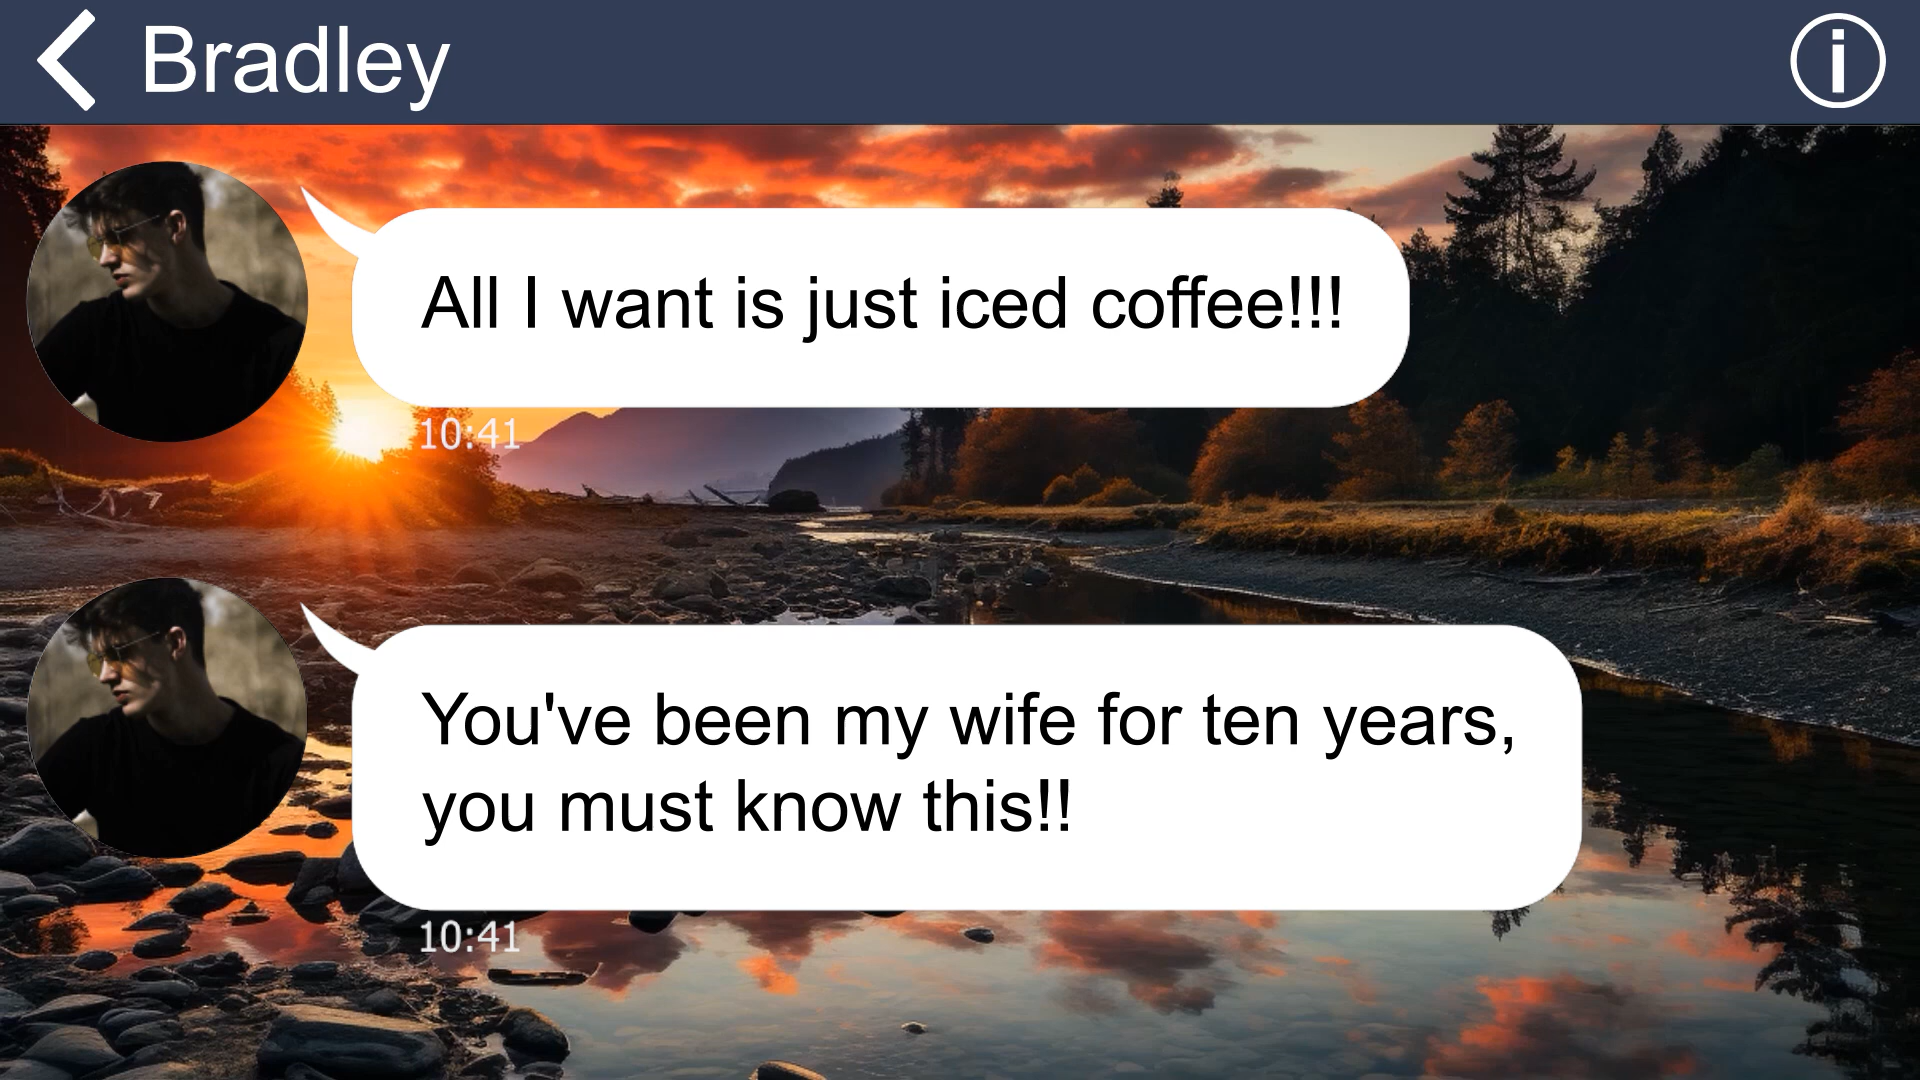 Bradley
All I want is just iced coffee!!!
10:41
You've been my wife for ten years,
you must know this!!
10:41